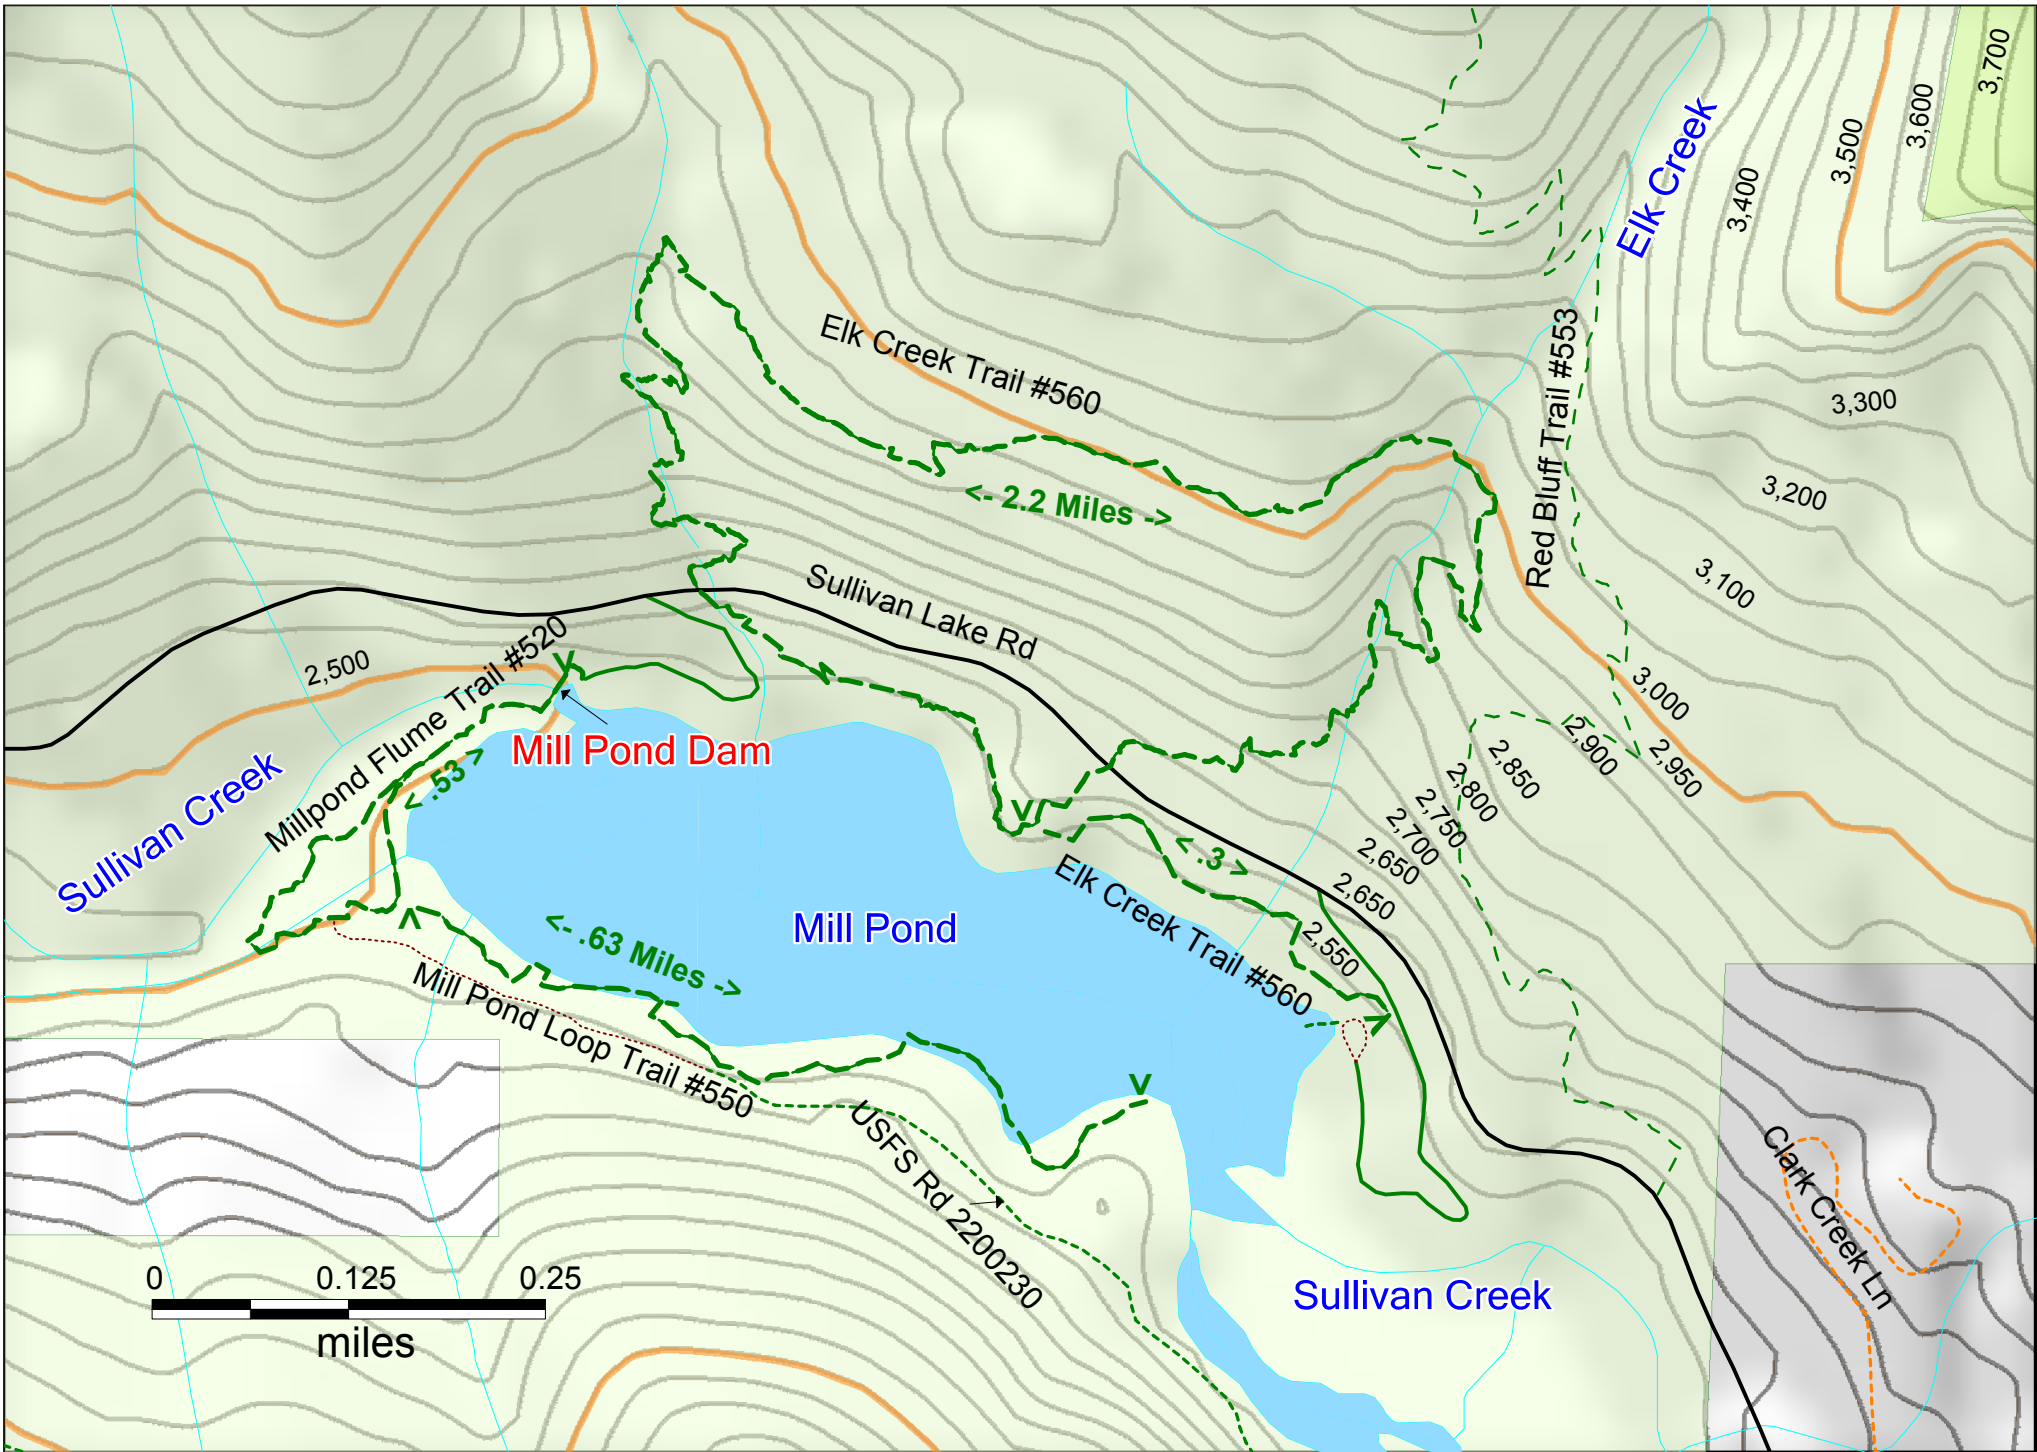 3,700
3,600
3,500
3,400
Elk Creek
Elk Creek Trail #560
Red Bluff Trail #553
3,300
<- 2.2 Miles ->
3,200
3,100
Sullivan Lake Rd
2,500
Millpond Flume Trail #520
V
3,000
2,950
2,900
2,850
2,800
2,750
2,700
2,650
2,650
2,550
Mill Pond Dam
< .53 >
Sullivan Creek
V
< .3 >
Elk Creek Trail #560
>
Mill Pond
<- .63 Miles ->
Λ
Mill Pond Loop Trail #550
V
USFS Rd 2200230
Clark Creek Ln
Sullivan Creek
0 0.125 0.25
miles